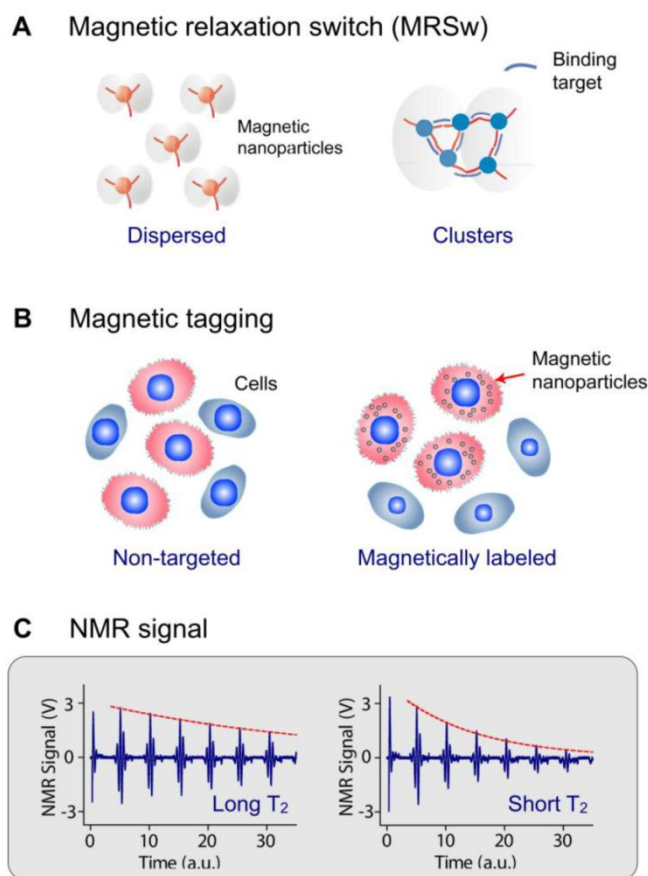 A Magnetic relaxation switch (MRSw)
Binding
target
Magnetic
nanoparticles
Dispersed
Clusters
B Magnetic tagging
Cells
Magnetic
nanoparticles
Non-targeted
Magnetically labeled
C NMR signal
NMR Signal (V)
3
0
-3
Long T₂
0 10 20 30
Time (a.u.)
NMR Signal (V)
3
0
-3
Short T₂
0 10 20 30
Time (a.u.)